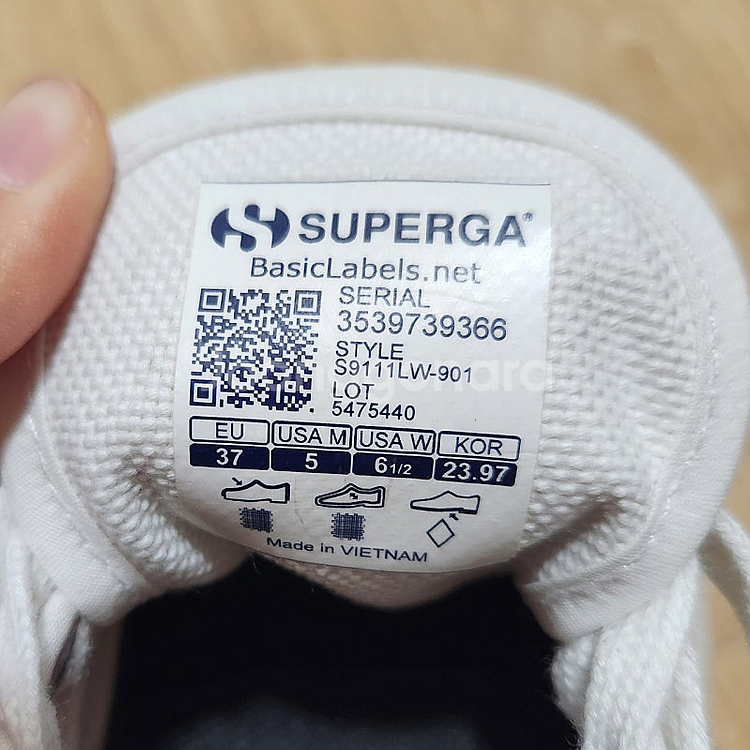 SUPERGA®
BasicLabels.net
SERIAL
3539739366
STYLE
S9111LW-901
LOT
5475440
EU USA M USA W KOR
37 5 6 1/2 23.97
Made in VIETNAM